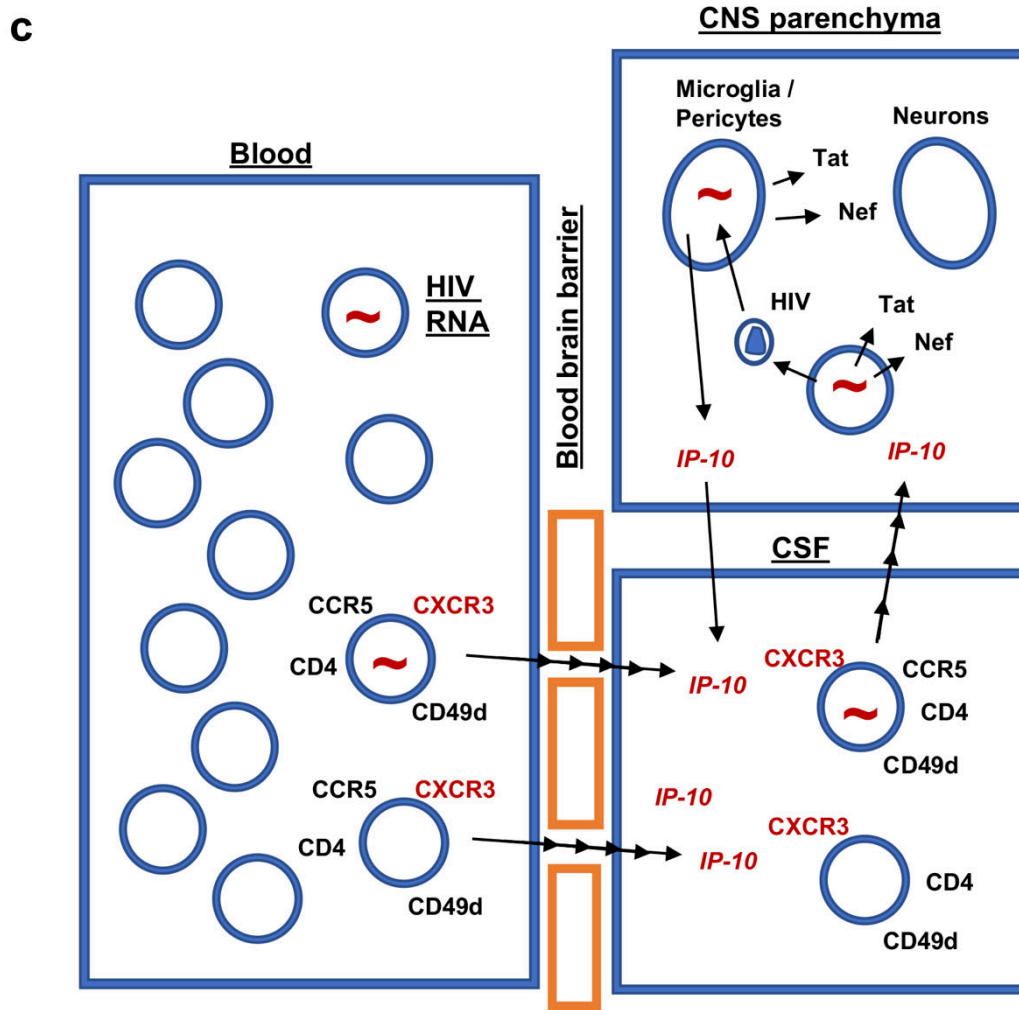 c
CNS parenchyma
Microglia /
Pericytes
Neurons
Tat
Nef
Blood
Blood brain barrier
HIV
RNA
HIV
Tat
Nef
IP-10
IP-10
CSF
CCR5
CXCR3
CD4
CD49d
IP-10
CXCR3
CCR5
CD4
CD49d
CCR5
CXCR3
CD4
CD49d
IP-10
IP-10
CXCR3
CD4
CD49d